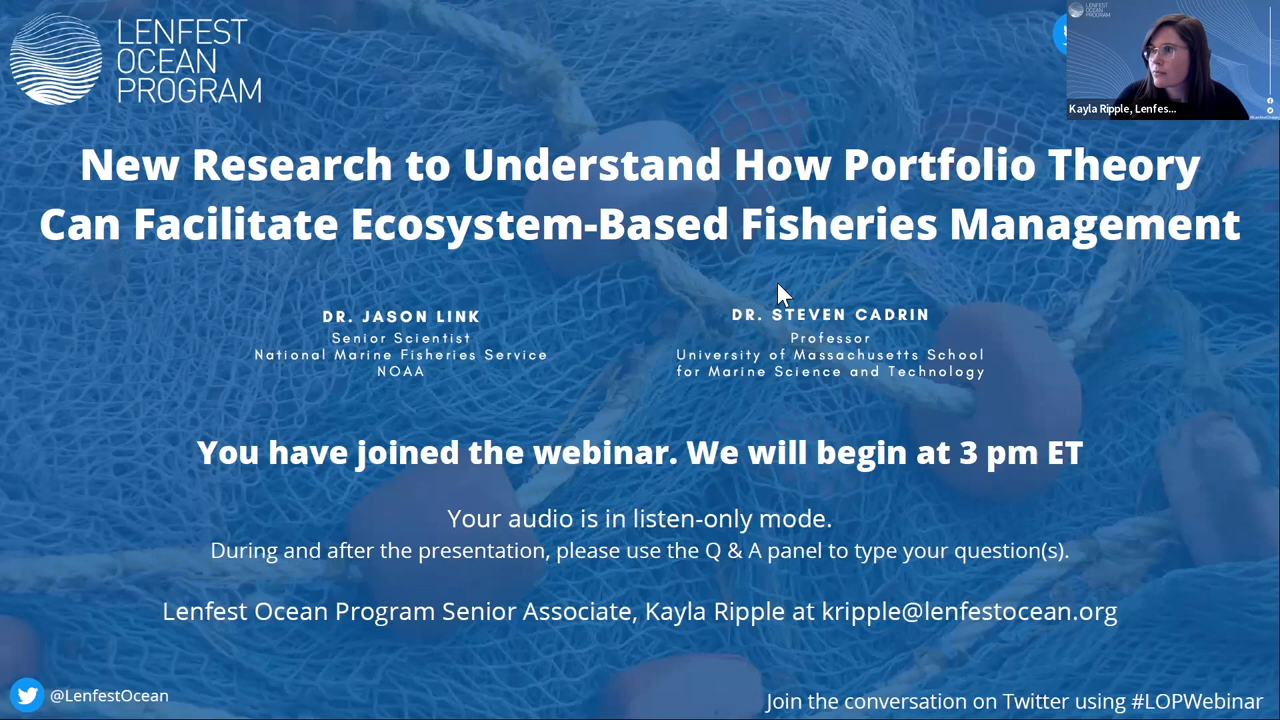 LENFEST
OCEAN
PROGRAM
LENFEST
OCEAN
PROGRAM
Kayla Ripple, Lenfes...
New Research to Understand How Portfolio Theory
Can Facilitate Ecosystem-Based Fisheries Management
DR. JASON LINK
Senior Scientist
National Marine Fisheries Service
NOAA
DR. STEVEN CADRIN
Professor
University of Massachusetts School
for Marine Science and Technology
You have joined the webinar. We will begin at 3 pm ET
Your audio is in listen-only mode.
During and after the presentation, please use the Q & A panel to type your question(s).
Lenfest Ocean Program Senior Associate, Kayla Ripple at kripple@lenfestocean.org
@LenfestOcean
Join the conversation on Twitter using #LOPWebinar